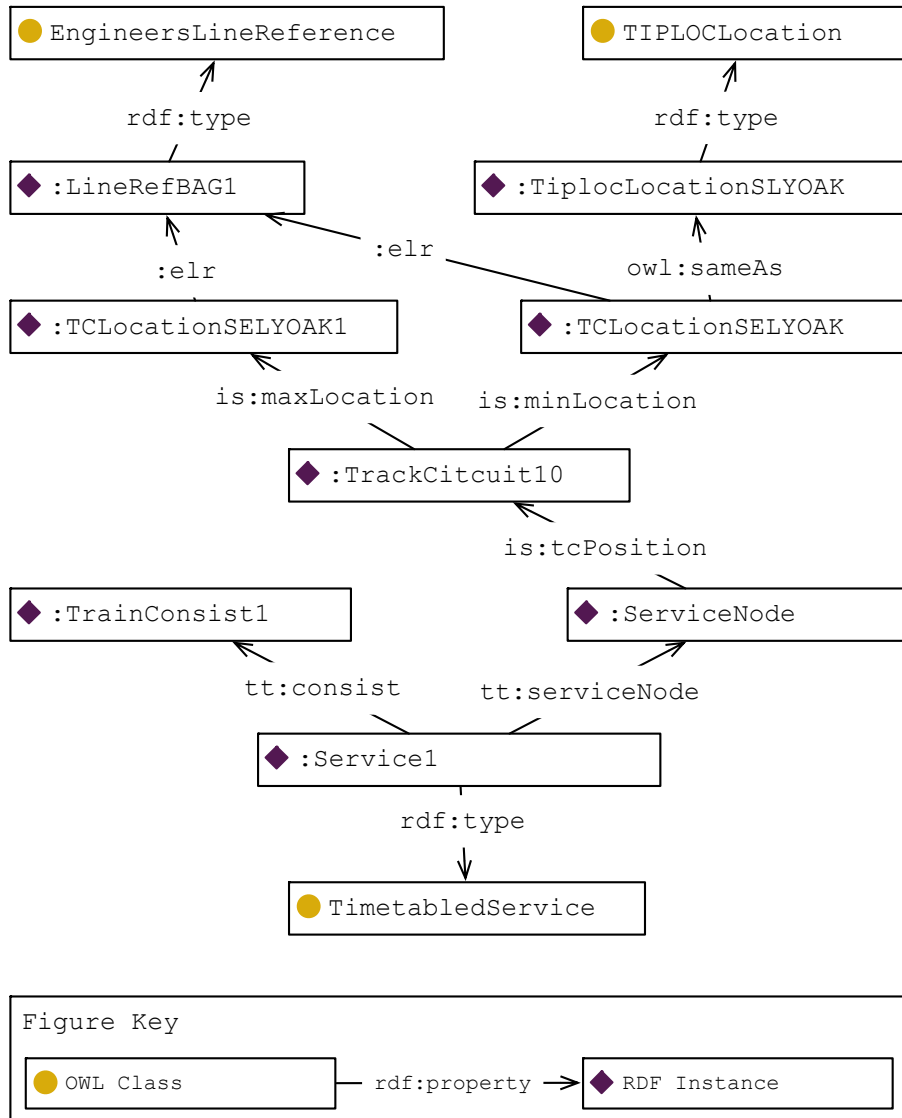 EngineersLineReference
TIPLOCLocation
rdf:type
rdf:type
:LineRefBAG1
:TiplocLocationSLYOAK
:elr
:elr
owl:sameAs
:TCLocationSELYOAK1
:TCLocationSELYOAK
is:maxLocation
is:minLocation
:TrackCitcuit10
is:tcPosition
:TrainConsist1
:ServiceNode
tt:consist
tt:serviceNode
:Service1
rdf:type
TimetabledService
Figure Key
OWL Class
rdf:property
RDF Instance